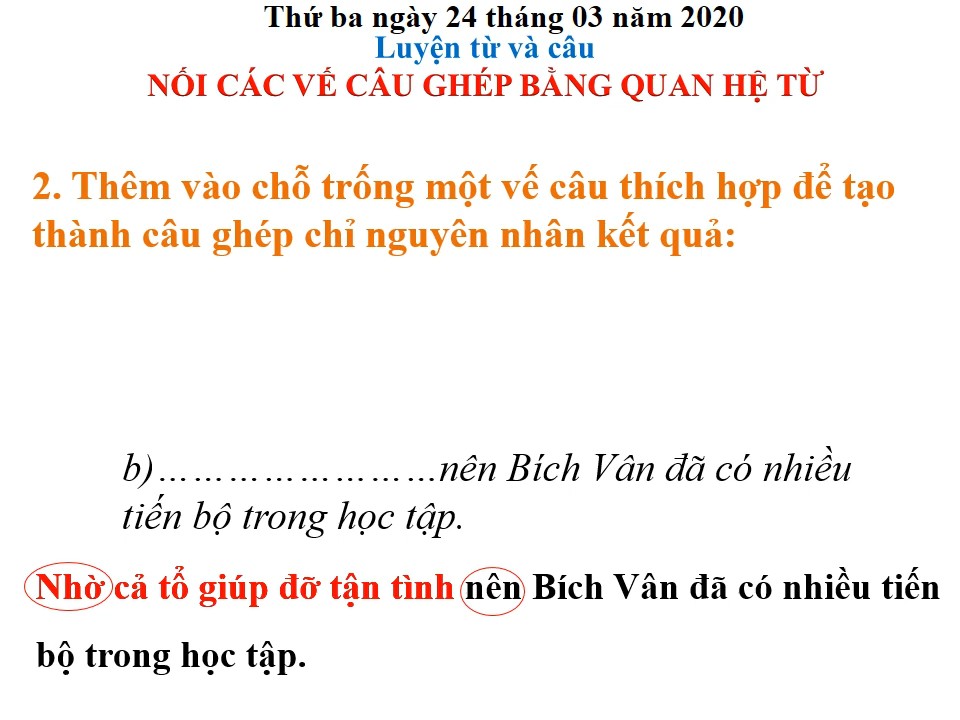 Thứ ba ngày 24 tháng 03 năm 2020
Luyện từ và câu
NỐI CÁC VẾ CÂU GHÉP BẰNG QUAN HỆ TỪ
2. Thêm vào chỗ trống một vế câu thích hợp để tạo
thành câu ghép chỉ nguyên nhân kết quả:
b)……………………nên Bích Vân đã có nhiều
tiến bộ trong học tập.
Nhờ cả tổ giúp đỡ tận tình nên Bích Vân đã có nhiều tiến
bộ trong học tập.